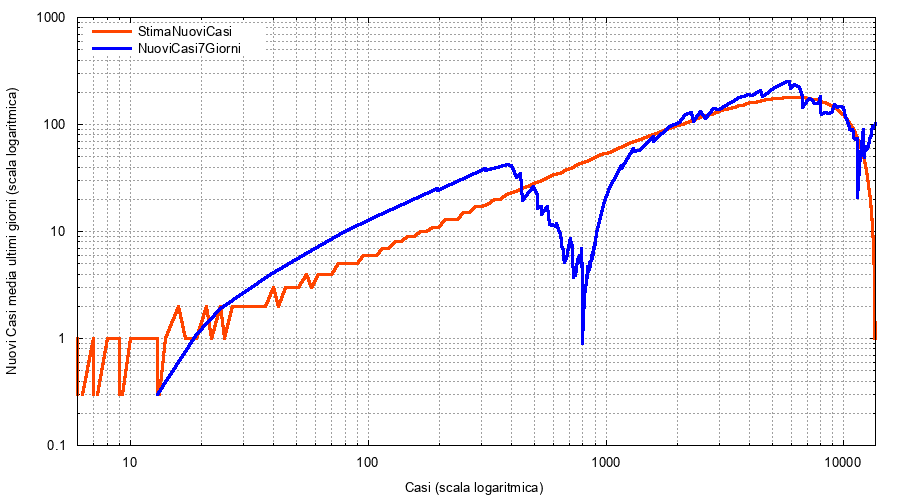 1000
StimaNuoviCasi
NuoviCasi7Giorni
100
10
1
0.1
Nuovi Casi media ultimi giorni (scala logaritmica)
10
100
1000
10000
Casi (scala logaritmica)